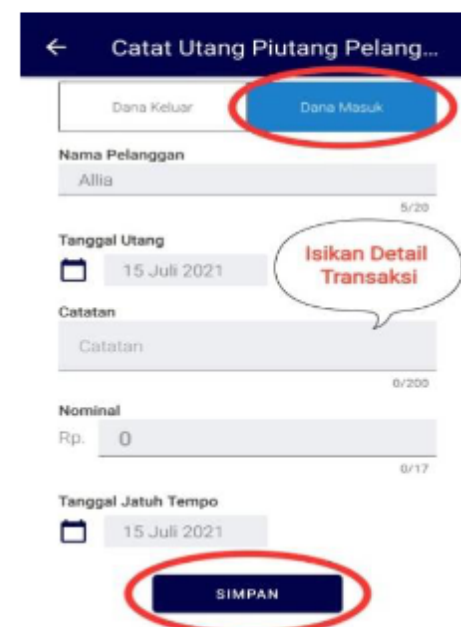 Catat Utang Piutang Pelang...
Dana Keluar
Dana Masuk
Nama Pelanggan
Allia
5/20
Tanggal Utang
15 Juli 2021
Isikan Detail
Transaksi
Catatan
Catatan
0/200
Nominal
Rp. 0
0/17
Tanggal Jatuh Tempo
15 Juli 2021
SIMPAN